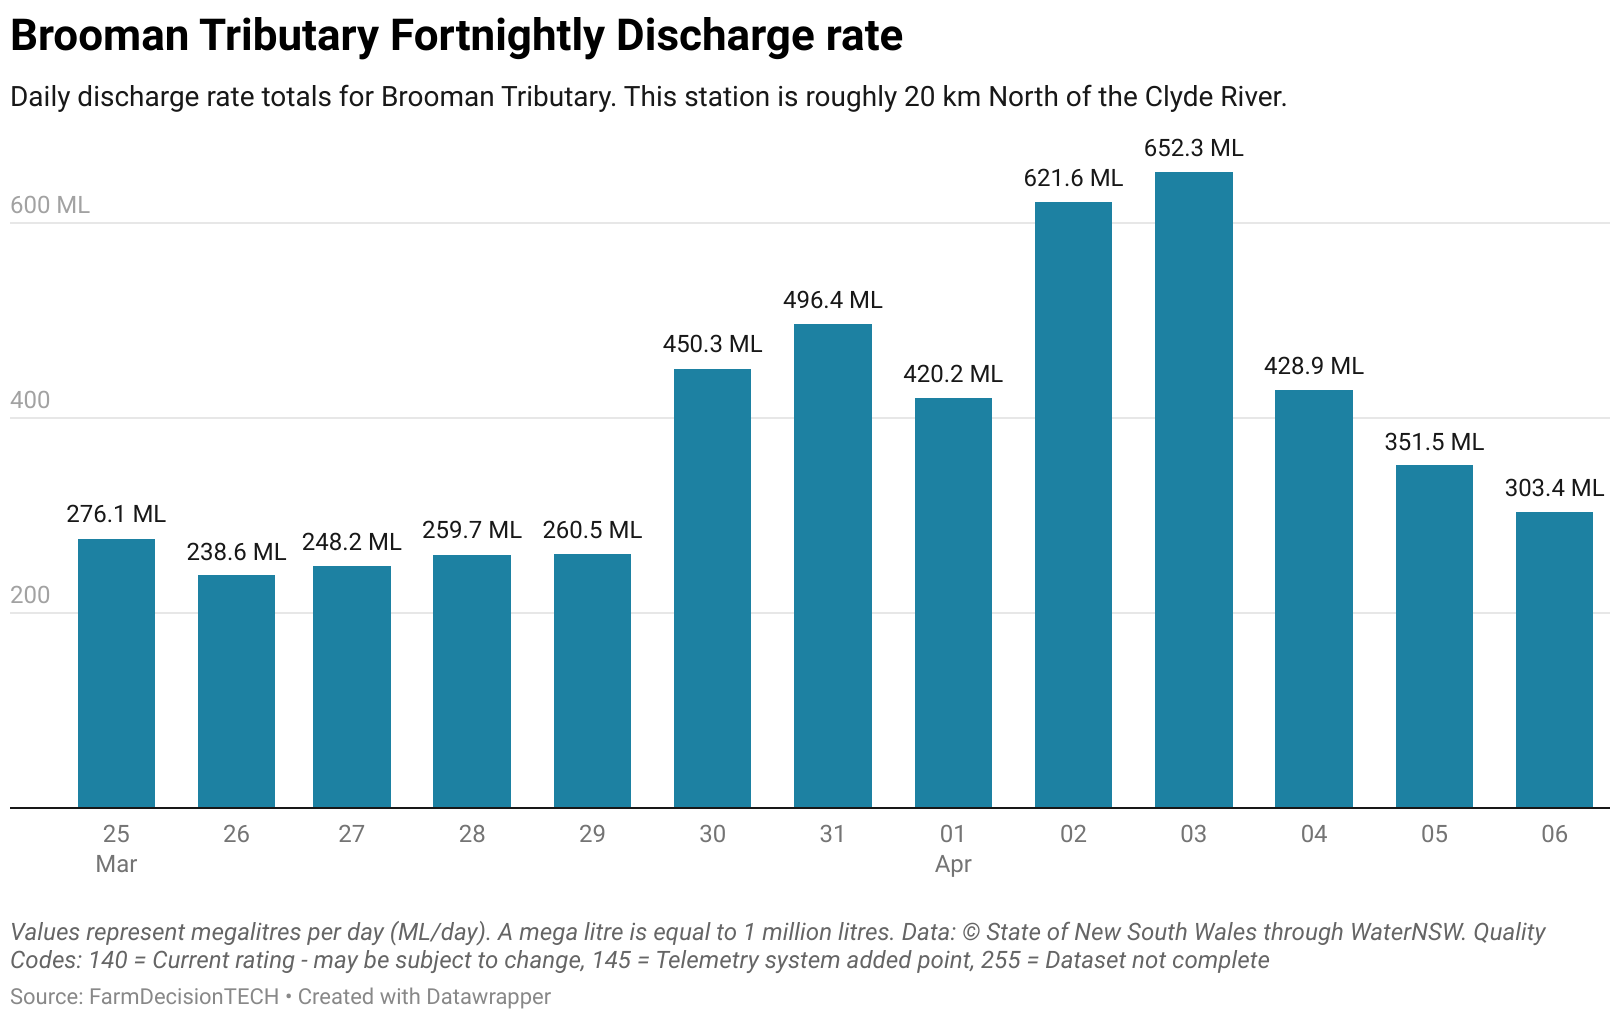 Brooman Tributary Fortnightly Discharge rate
Daily discharge rate totals for Brooman Tributary. This station is roughly 20 km North of the Clyde River.
652.3 ML
621.6 ML
600 ML
496.4 ML
450.3 ML
420.2 ML
428.9 ML
400
351.5 ML
303.4 ML
276.1 ML
238.6 ML
248.2 ML
259.7 ML
260.5 ML
200
25 26 27 28 29 30 31 01 02 03 04 05 06
Mar Apr
Values represent megalitres per day (ML/day). A mega litre is equal to 1 million litres. Data: © State of New South Wales through WaterNSW. Quality
Codes: 140 = Current rating - may be subject to change, 145 = Telemetry system added point, 255 = Dataset not complete
Source: FarmDecisionTECH • Created with Datawrapper